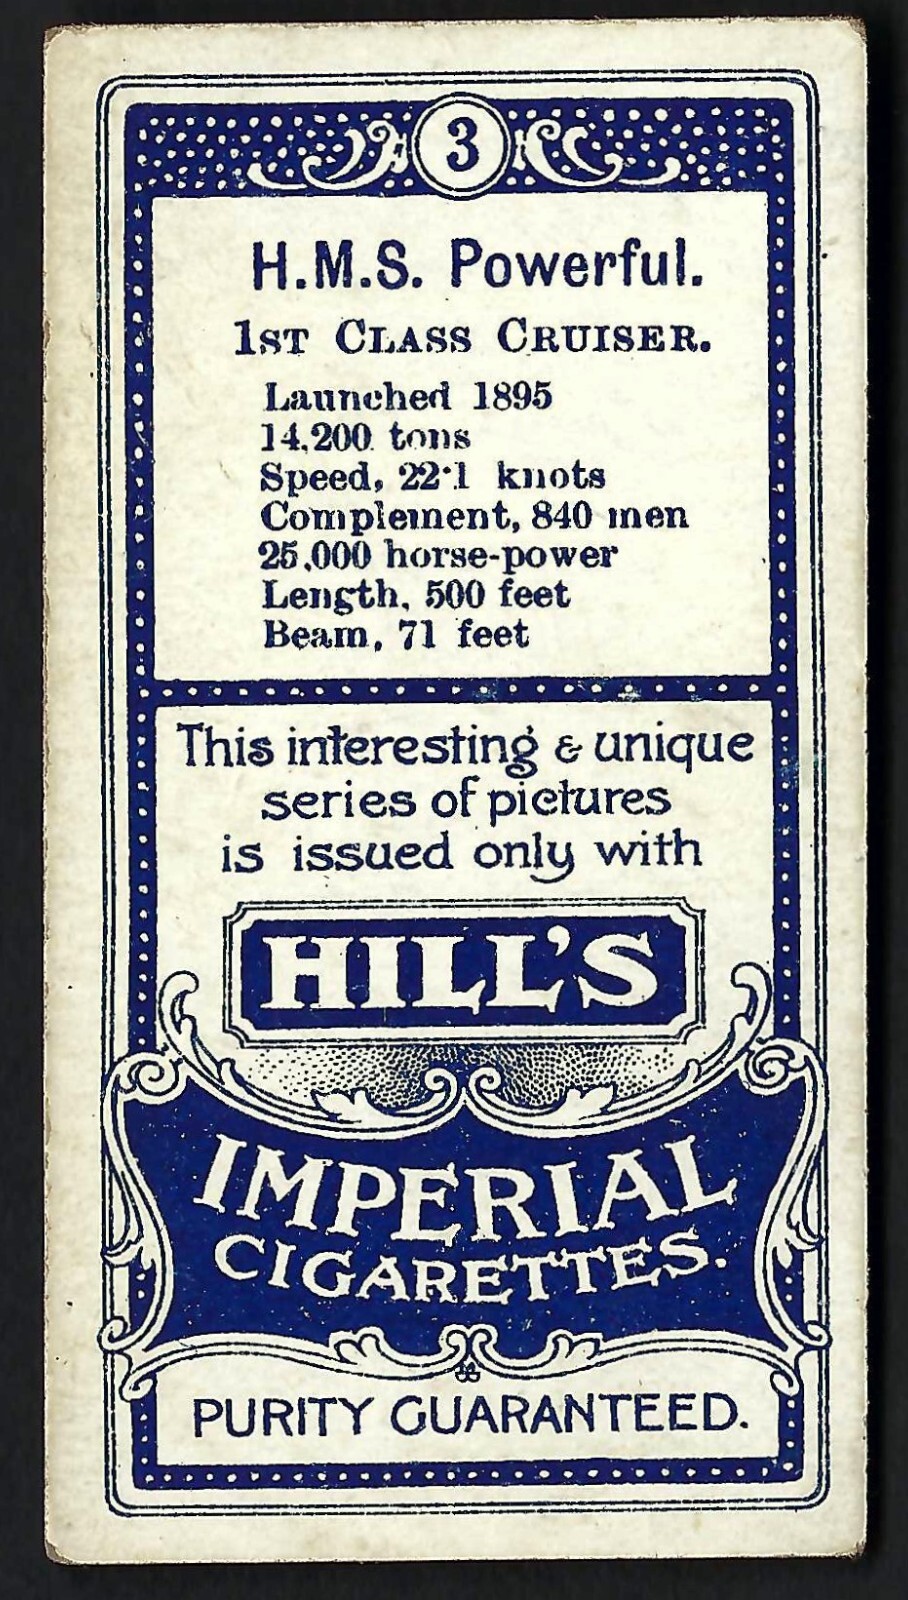 3
H.M.S. Powerful.
1ST CLASS CRUISER.
Launched 1895
14,200 tons
Speed, 22·1 knots
Complement, 840 men
25,000 horse-power
Length, 500 feet
Beam, 71 feet
This interesting & unique
series of pictures
is issued only with
HILL'S
IMPERIAL
CIGARETTES.
PURITY GUARANTEED.